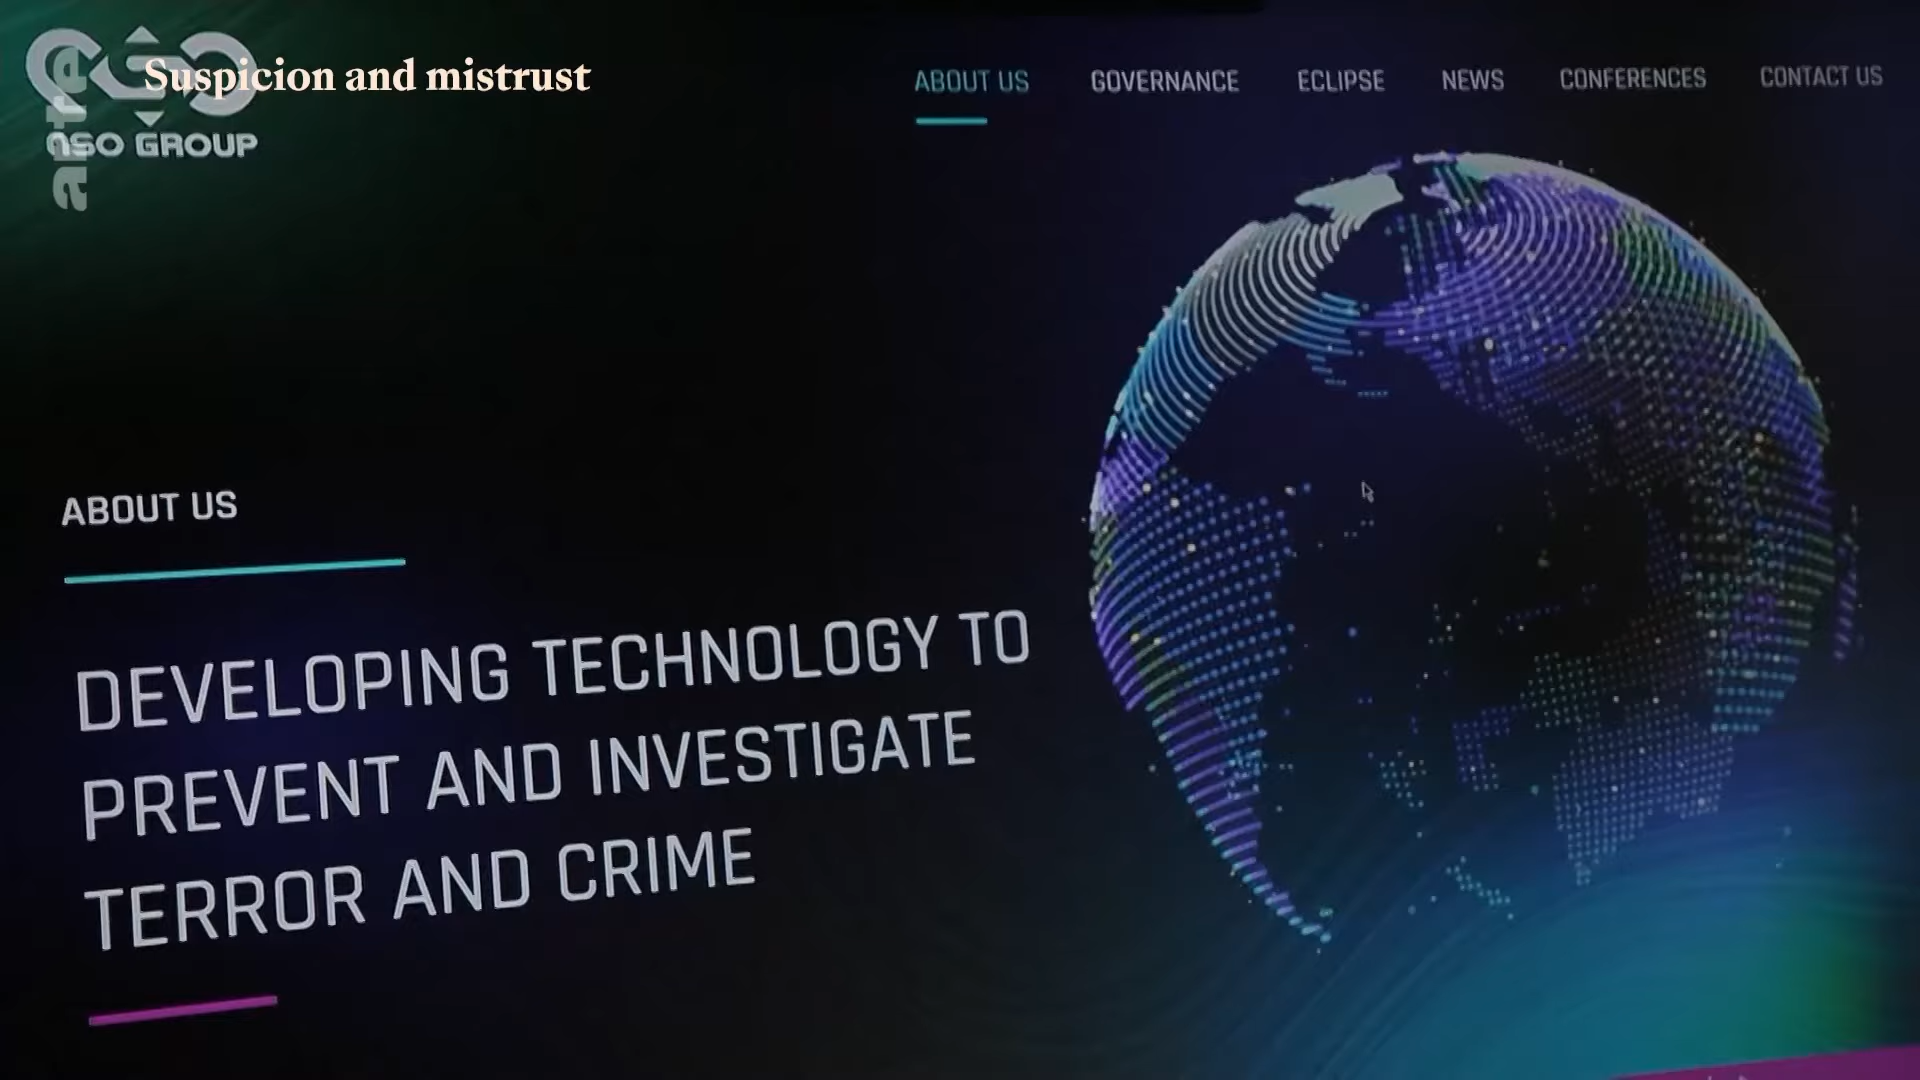 Suspicion and mistrust
arte
NSO GROUP
ABOUT US
GOVERNANCE
ECLIPSE
NEWS
CONFERENCES
CONTACT US
ABOUT US
DEVELOPING TECHNOLOGY TO
PREVENT AND INVESTIGATE
TERROR AND CRIME